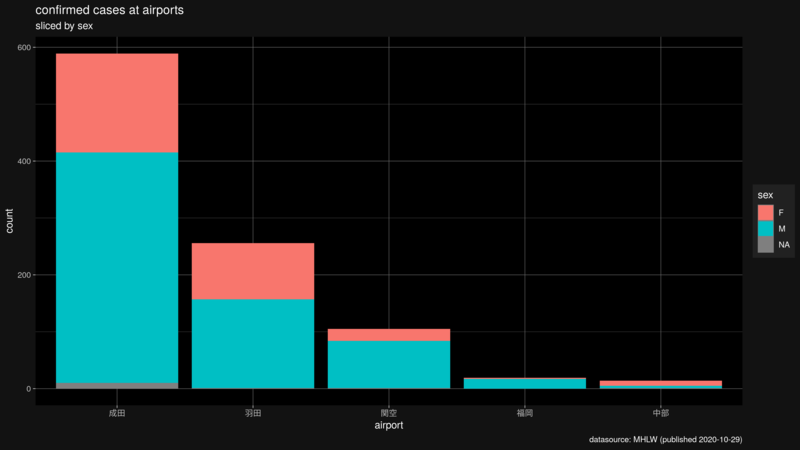 confirmed cases at airports
sliced by sex
600
400
200
0
count
成田
羽田
関空
福岡
中部
airport
sex
F
M
NA
datasource: MHLW (published 2020-10-29)